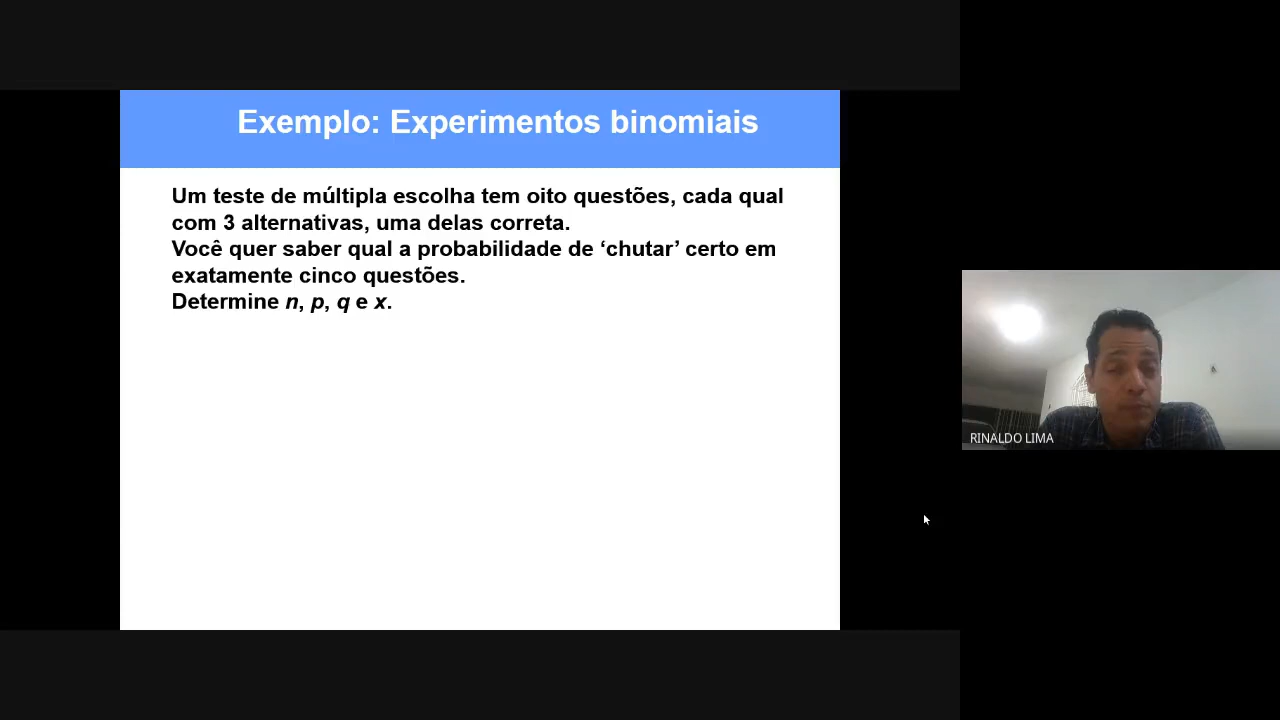 Exemplo: Experimentos binomiais
Um teste de múltipla escolha tem oito questões, cada qual
com 3 alternativas, uma delas correta.
Você quer saber qual a probabilidade de ‘chutar’ certo em
exatamente cinco questões.
Determine n, p, q e x.
RINALDO LIMA